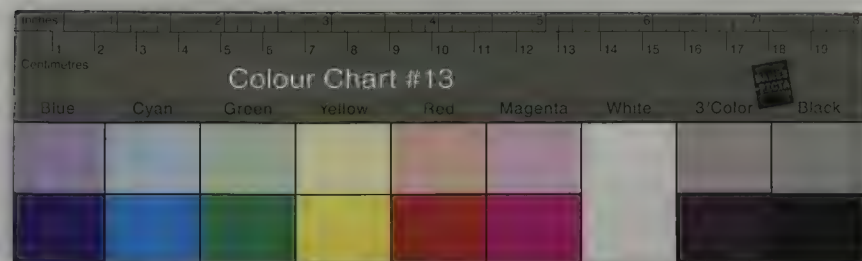 Inches 1 2 3 4 5 6 7 8
1 2 3 4 5 6 7 8 9 10 11 12 13 14 15 16 17 18 19
Centimetres
Colour Chart #13
Blue Cyan Green Yellow Red Magenta White 3/Color Black